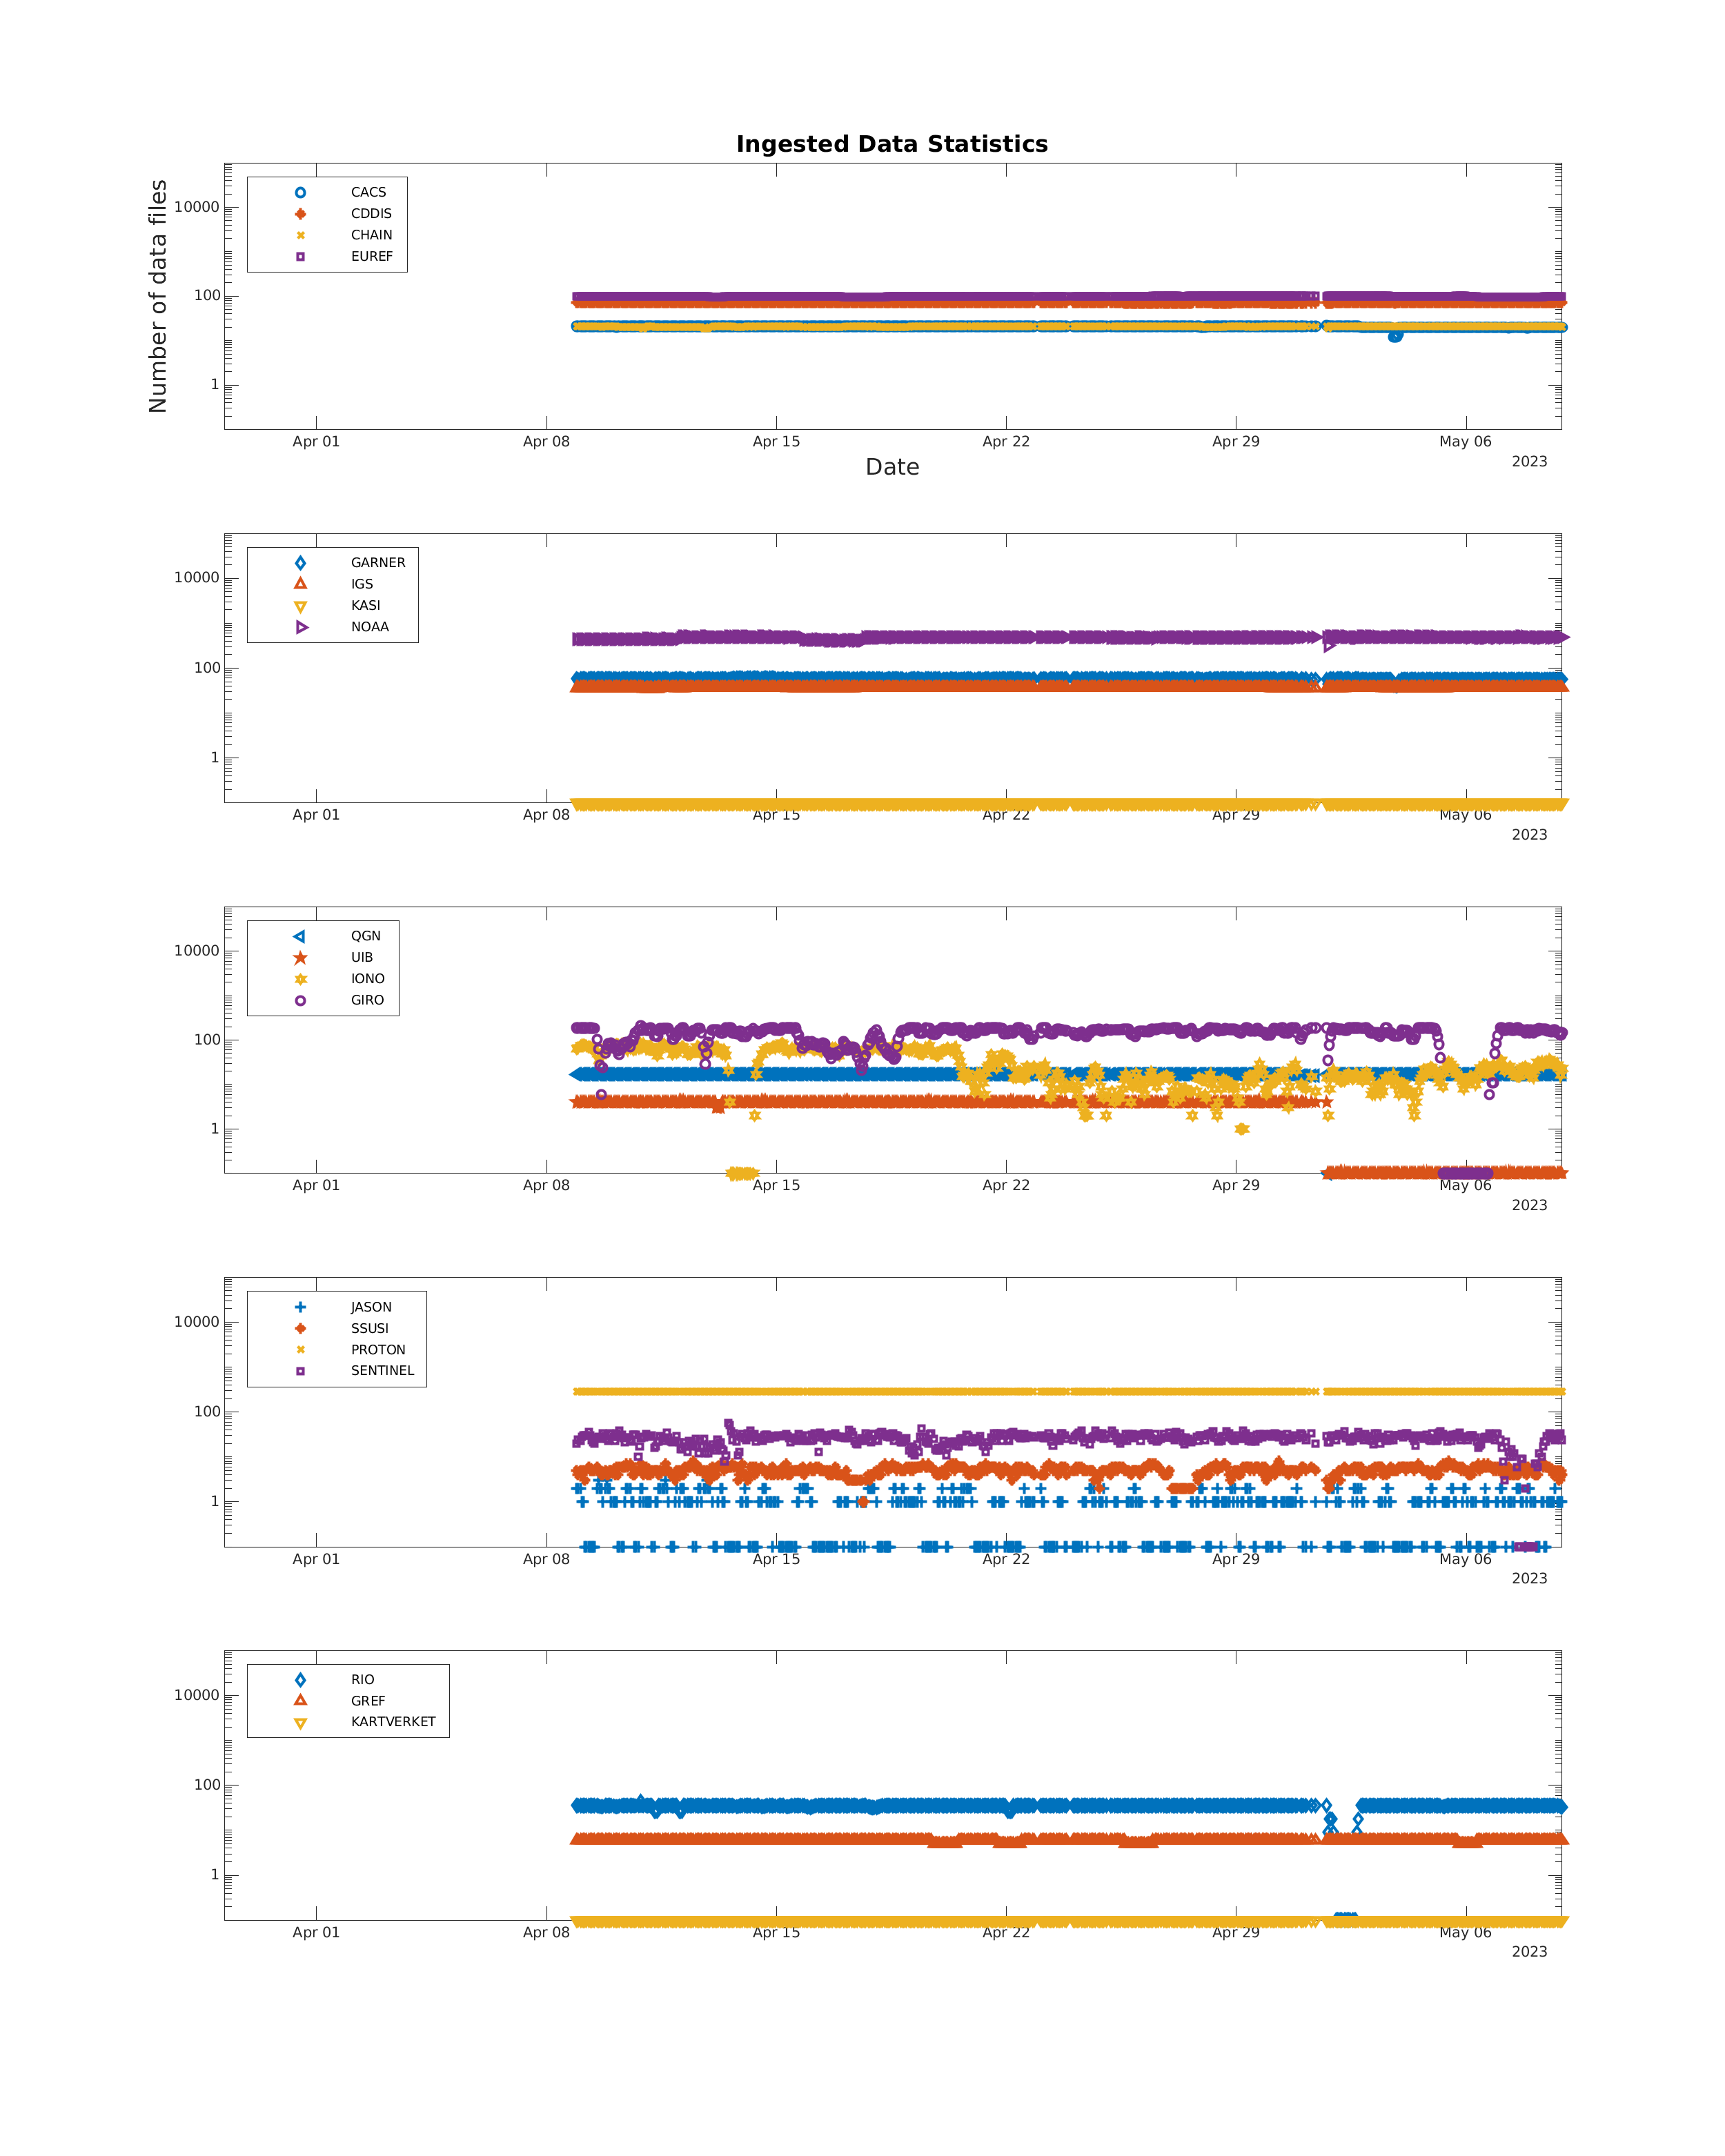 Ingested Data Statistics
Number of data files
10000
100
1
CACS
CDDIS
CHAIN
EUREF
Apr 01 Apr 08 Apr 15 Apr 22 Apr 29 May 06
2023
Date
10000
100
1
GARNER
IGS
KASI
NOAA
Apr 01 Apr 08 Apr 15 Apr 22 Apr 29 May 06
2023
10000
100
1
QGN
UIB
IONO
GIRO
Apr 01 Apr 08 Apr 15 Apr 22 Apr 29 May 06
2023
10000
100
1
JASON
SSUSI
PROTON
SENTINEL
Apr 01 Apr 08 Apr 15 Apr 22 Apr 29 May 06
2023
10000
100
1
RIO
GREF
KARTVERKET
Apr 01 Apr 08 Apr 15 Apr 22 Apr 29 May 06
2023